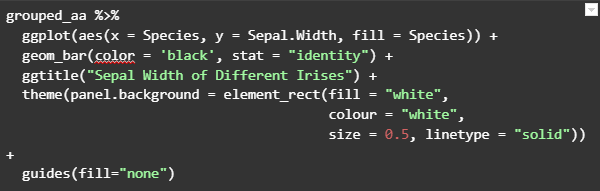 grouped_aa %>%
  ggplot(aes(x = Species, y = Sepal.Width, fill = Species)) +
  geom_bar(color = 'black', stat = "identity") +
  ggtitle("Sepal Width of Different Irises") +
  theme(panel.background = element_rect(fill = "white",
                                        colour = "white",
                                        size = 0.5, linetype = "solid"))
+
  guides(fill="none")